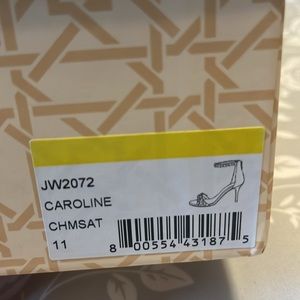 JW2072
CAROLINE
CHMSAT
11
8 00554 43187 5